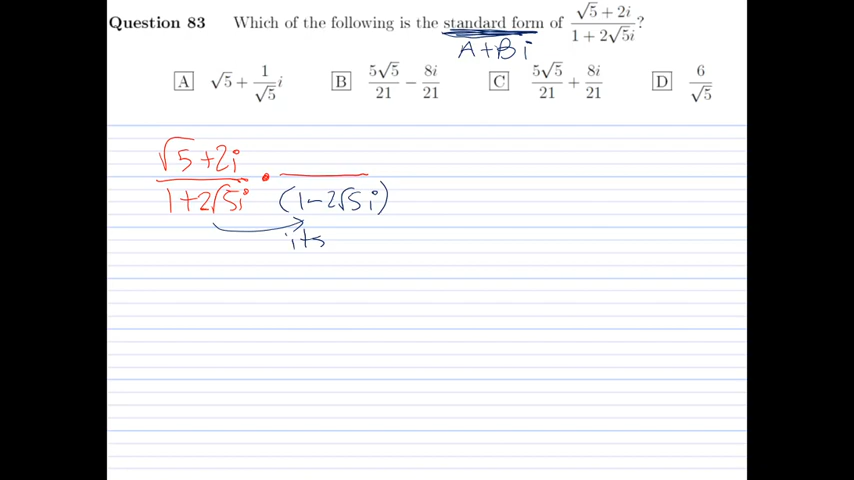 Question 83 Which of the following is the standard form of (√5 + 2i)/(1 + 2√5i)?
A+Bi
A √5 + (1/√5)i B 5√5/21 − 8i/21 C 5√5/21 + 8i/21 D 6/√5
√5 + 2i
1+2√5i · (1-2√5i)
its